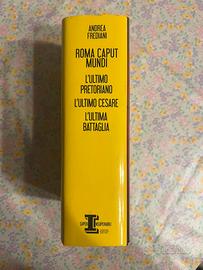 ANDREA
FREDIANI
ROMA CAPUT
MUNDI
L'ULTIMO
PRETORIANO
L'ULTIMO CESARE
L'ULTIMA
BATTAGLIA